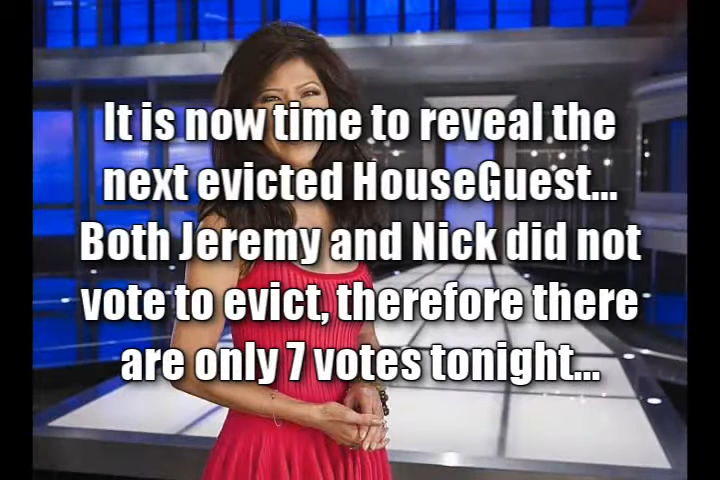 It is now time to reveal the
next evicted HouseGuest...
Both Jeremy and Nick did not
vote to evict, therefore there
are only 7 votes tonight...